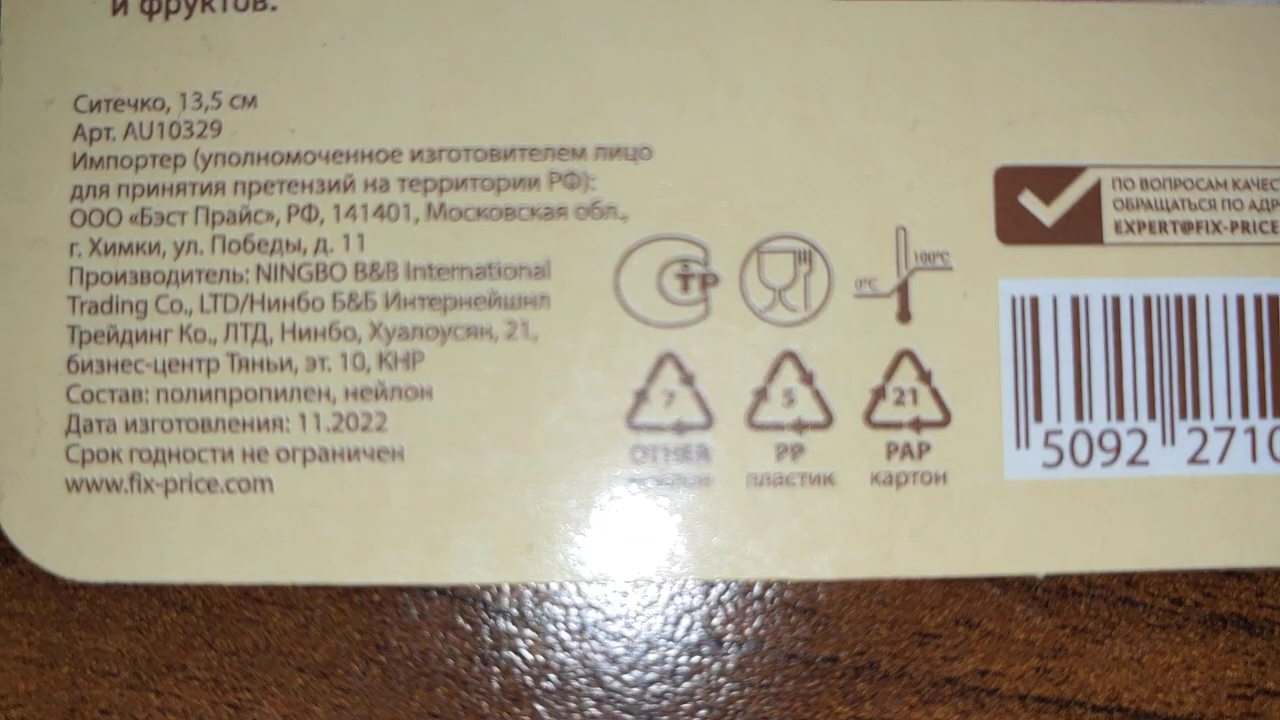 и фруктов.
Ситечко, 13,5 см
Арт. AU10329
Импортер (уполномоченное изготовителем лицо
для принятия претензий на территории РФ):
ООО «Бэст Прайс», РФ, 141401, Московская обл.,
г. Химки, ул. Победы, д. 11
Производитель: NINGBO B&B International
Trading Co., LTD/Нинбо Б&Б Интернейшнл
Трейдинг Ко., ЛТД, Нинбо, Хуалоусян, 21,
бизнес-центр Тяньи, эт. 10, КНР
Состав: полипропилен, нейлон
Дата изготовления: 11.2022
Срок годности не ограничен
www.fix-price.com
СТР
0°C 100°C
7 5 21
OTHER PP PAP
пластик картон
ПО ВОПРОСАМ КАЧЕС
ОБРАЩАТЬСЯ ПО АДР
EXPERT@FIX-PRICE
5092 2710